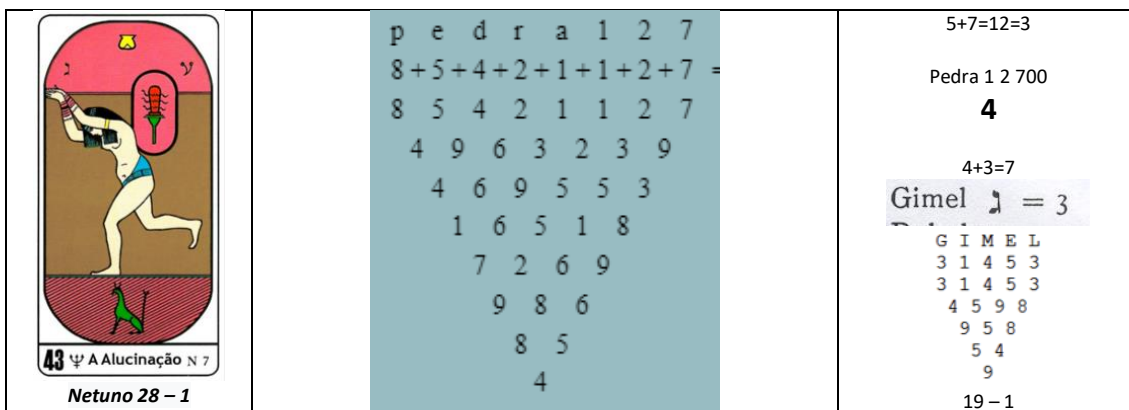 ג ע
43 Ψ A Alucinação N 7
Netuno 28 – 1
p e d r a 1 2 7
8+5+4+2+1+1+2+7 =
8 5 4 2 1 1 2 7
4 9 6 3 2 3 9
4 6 9 5 5 3
1 6 5 1 8
7 2 6 9
9 8 6
8 5
4
5+7=12=3
Pedra 1 2 700
4
4+3=7
Gimel ג = 3
G I M E L
3 1 4 5 3
3 1 4 5 3
4 5 9 8
9 5 8
5 4
9
19 – 1